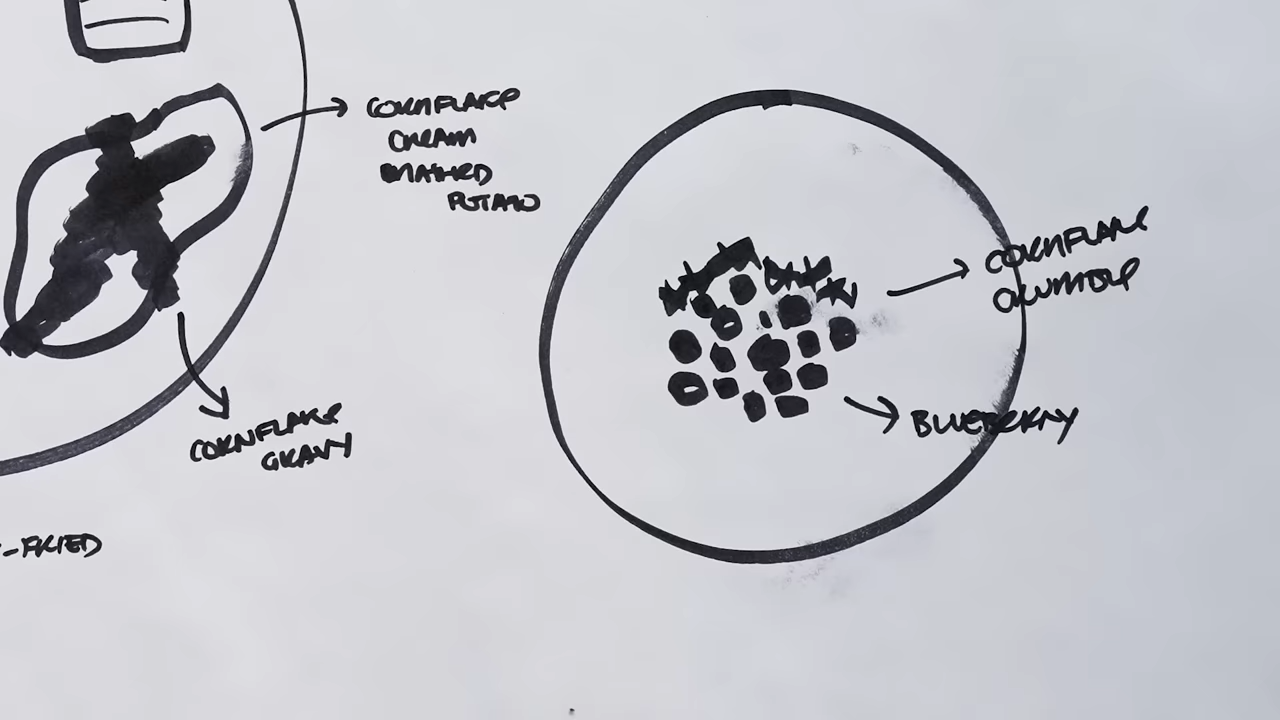 CORNFLAKE
CREAM
MASHED
POTATO
CORNFLAKE
GRAVY
-FRIED
CORNFLAKE
CRUMBLE
BLUEBERRY